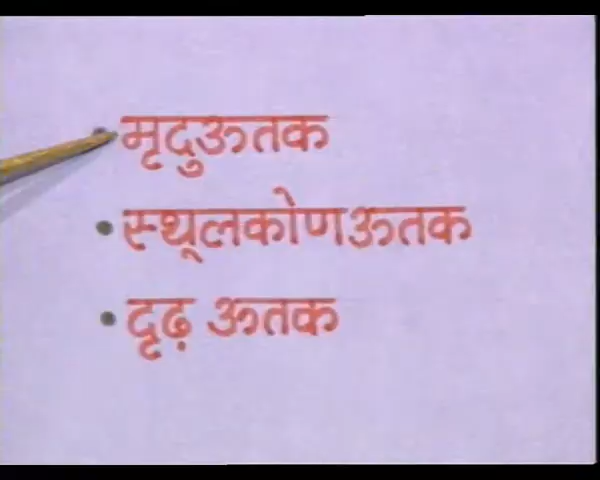 • मृदुऊतक
• स्थूलकोणऊतक
• दृढ़ ऊतक